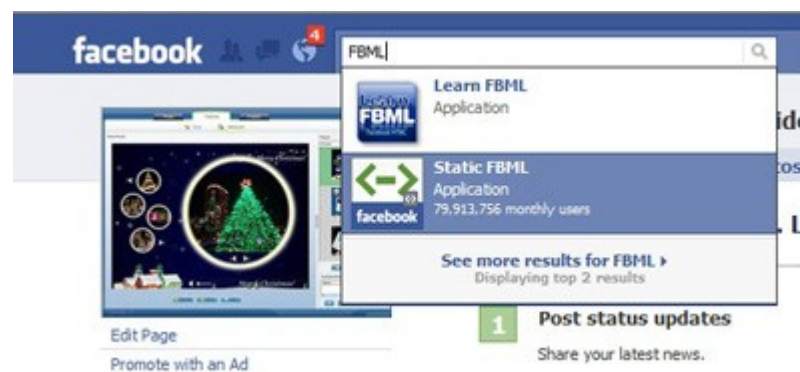 facebook
4
FBML
Learn FBML
Application
Learn
FBML
Static FBML
Application
79,913,756 monthly users
facebook
See more results for FBML
Displaying top 2 results
Edit Page
Promote with an Ad
1
Post status updates
Share your latest news.